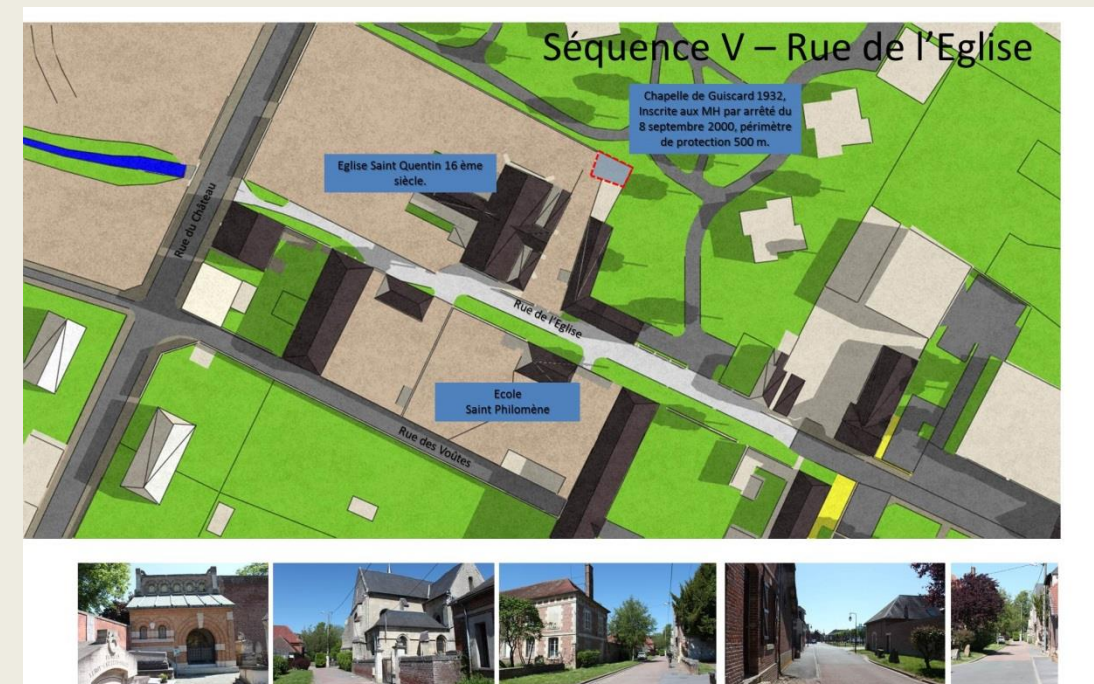 Séquence V – Rue de l'Eglise
Chapelle de Guiscard 1932,
Inscrite aux MH par arrêté du
8 septembre 2000, périmètre
de protection 500 m.
Eglise Saint Quentin 16 ème
siècle.
Rue du Château
Rue de l'Eglise
Ecole
Saint Philomène
Rue des Voûtes